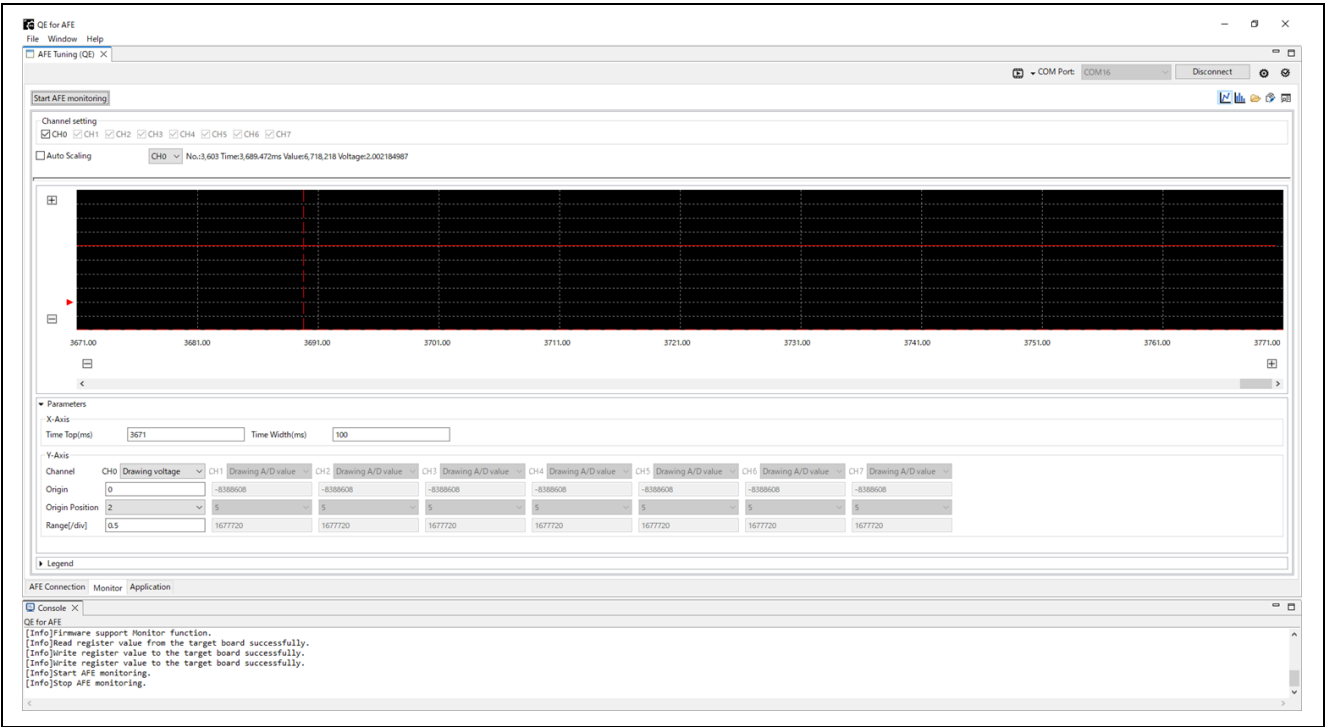 QE for AFE
File Window Help
AFE Tuning (QE)
COM Port: COM16 Disconnect
Start AFE monitoring
Channel setting
CH0 CH1 CH2 CH3 CH4 CH5 CH6 CH7
Auto Scaling CH0 No.:3,603 Time:3,689.472ms Value:6,718,218 Voltage:2.002184987
3671.00 3681.00 3691.00 3701.00 3711.00 3721.00 3731.00 3741.00 3751.00 3761.00 3771.00
Parameters
X-Axis
Time Top(ms) 3671 Time Width(ms) 100
Y-Axis
Channel CH0 Drawing voltage CH1 Drawing A/D value CH2 Drawing A/D value CH3 Drawing A/D value CH4 Drawing A/D value CH5 Drawing A/D value CH6 Drawing A/D value CH7 Drawing A/D value
Origin 0 -8388608 -8388608 -8388608 -8388608 -8388608 -8388608 -8388608
Origin Position 2 5 5 5 5 5 5 5
Range[/div] 0.5 1677720 1677720 1677720 1677720 1677720 1677720 1677720
Legend
AFE Connection Monitor Application
Console
QE for AFE
[Info]Firmware support Monitor function.
[Info]Read register value from the target board successfully.
[Info]Write register value to the target board successfully.
[Info]Write register value to the target board successfully.
[Info]Start AFE monitoring.
[Info]Stop AFE monitoring.